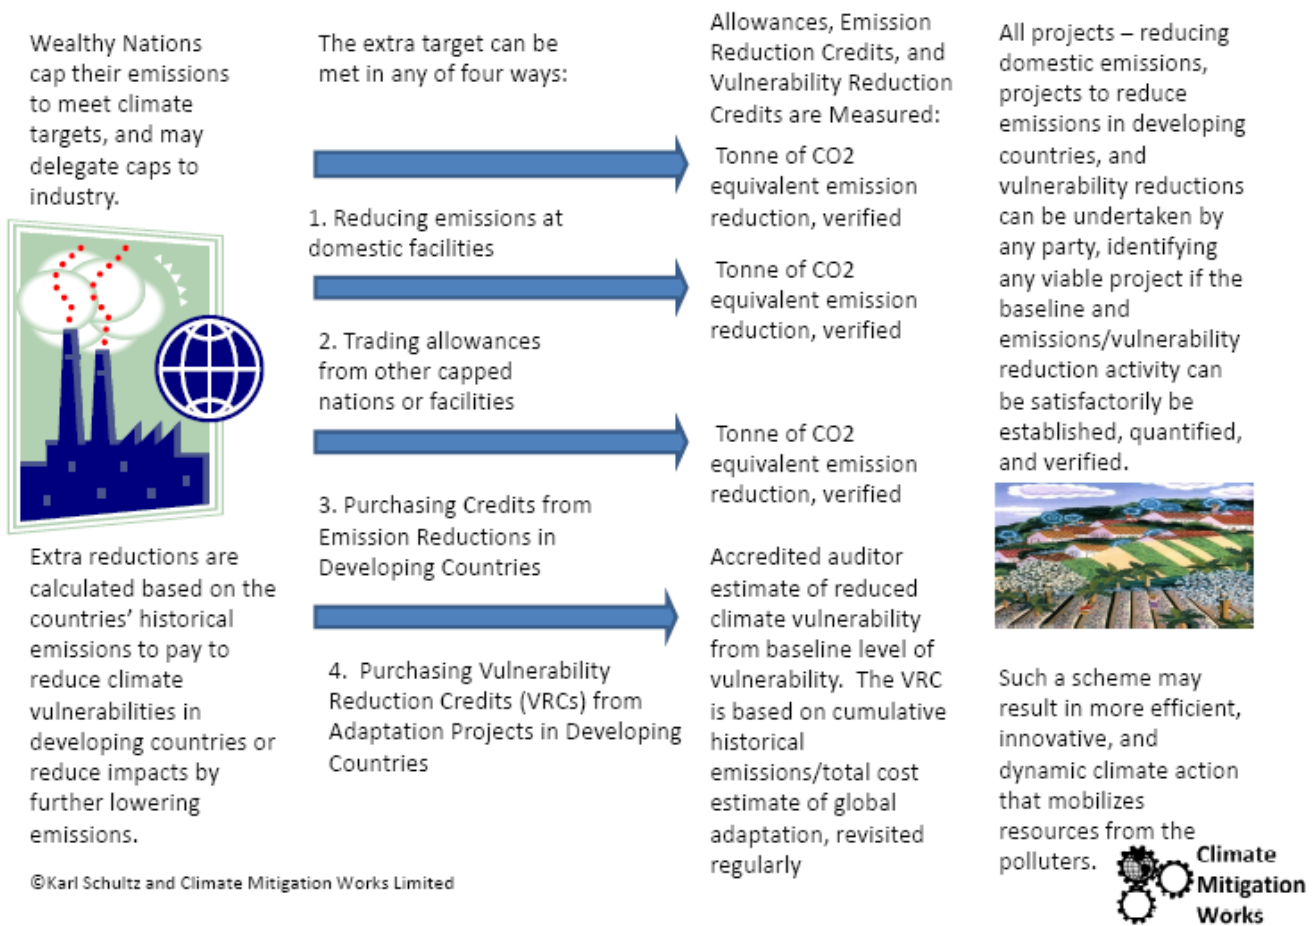 Wealthy Nations
cap their emissions
to meet climate
targets, and may
delegate caps to
industry.
Extra reductions are
calculated based on the
countries’ historical
emissions to pay to
reduce climate
vulnerabilities in
developing countries or
reduce impacts by
further lowering
emissions.
©Karl Schultz and Climate Mitigation Works Limited
The extra target can be
met in any of four ways:
1. Reducing emissions at
domestic facilities
2. Trading allowances
from other capped
nations or facilities
3. Purchasing Credits from
Emission Reductions in
Developing Countries
4. Purchasing Vulnerability
Reduction Credits (VRCs) from
Adaptation Projects in Developing
Countries
Allowances, Emission
Reduction Credits, and
Vulnerability Reduction
Credits are Measured:
Tonne of CO2
equivalent emission
reduction, verified
Tonne of CO2
equivalent emission
reduction, verified
Tonne of CO2
equivalent emission
reduction, verified
Accredited auditor
estimate of reduced
climate vulnerability
from baseline level of
vulnerability. The VRC
is based on cumulative
historical
emissions/total cost
estimate of global
adaptation, revisited
regularly
All projects – reducing
domestic emissions,
projects to reduce
emissions in developing
countries, and
vulnerability reductions
can be undertaken by
any party, identifying
any viable project if the
baseline and
emissions/vulnerability
reduction activity can
be satisfactorily be
established, quantified,
and verified.
Such a scheme may
result in more efficient,
innovative, and
dynamic climate action
that mobilizes
resources from the
polluters.
Climate
Mitigation
Works